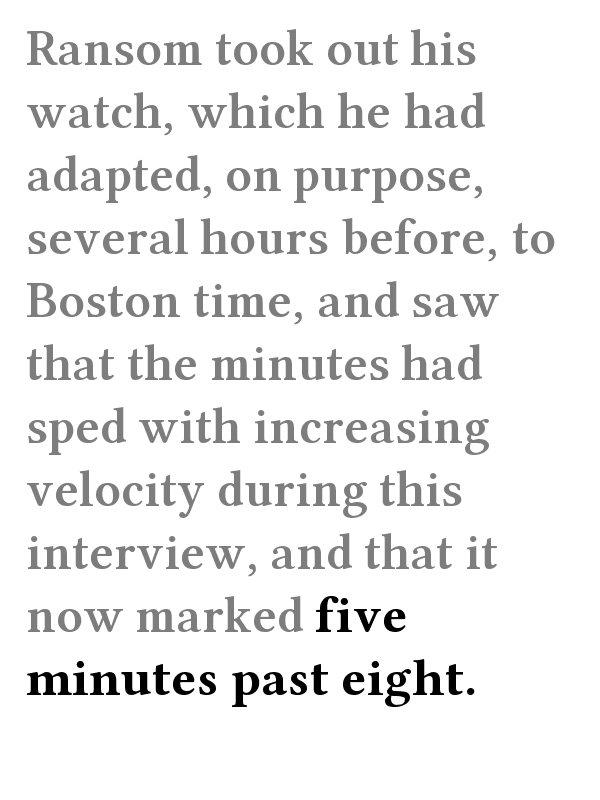 Ransom took out his
watch, which he had
adapted, on purpose,
several hours before, to
Boston time, and saw
that the minutes had
sped with increasing
velocity during this
interview, and that it
now marked five
minutes past eight.